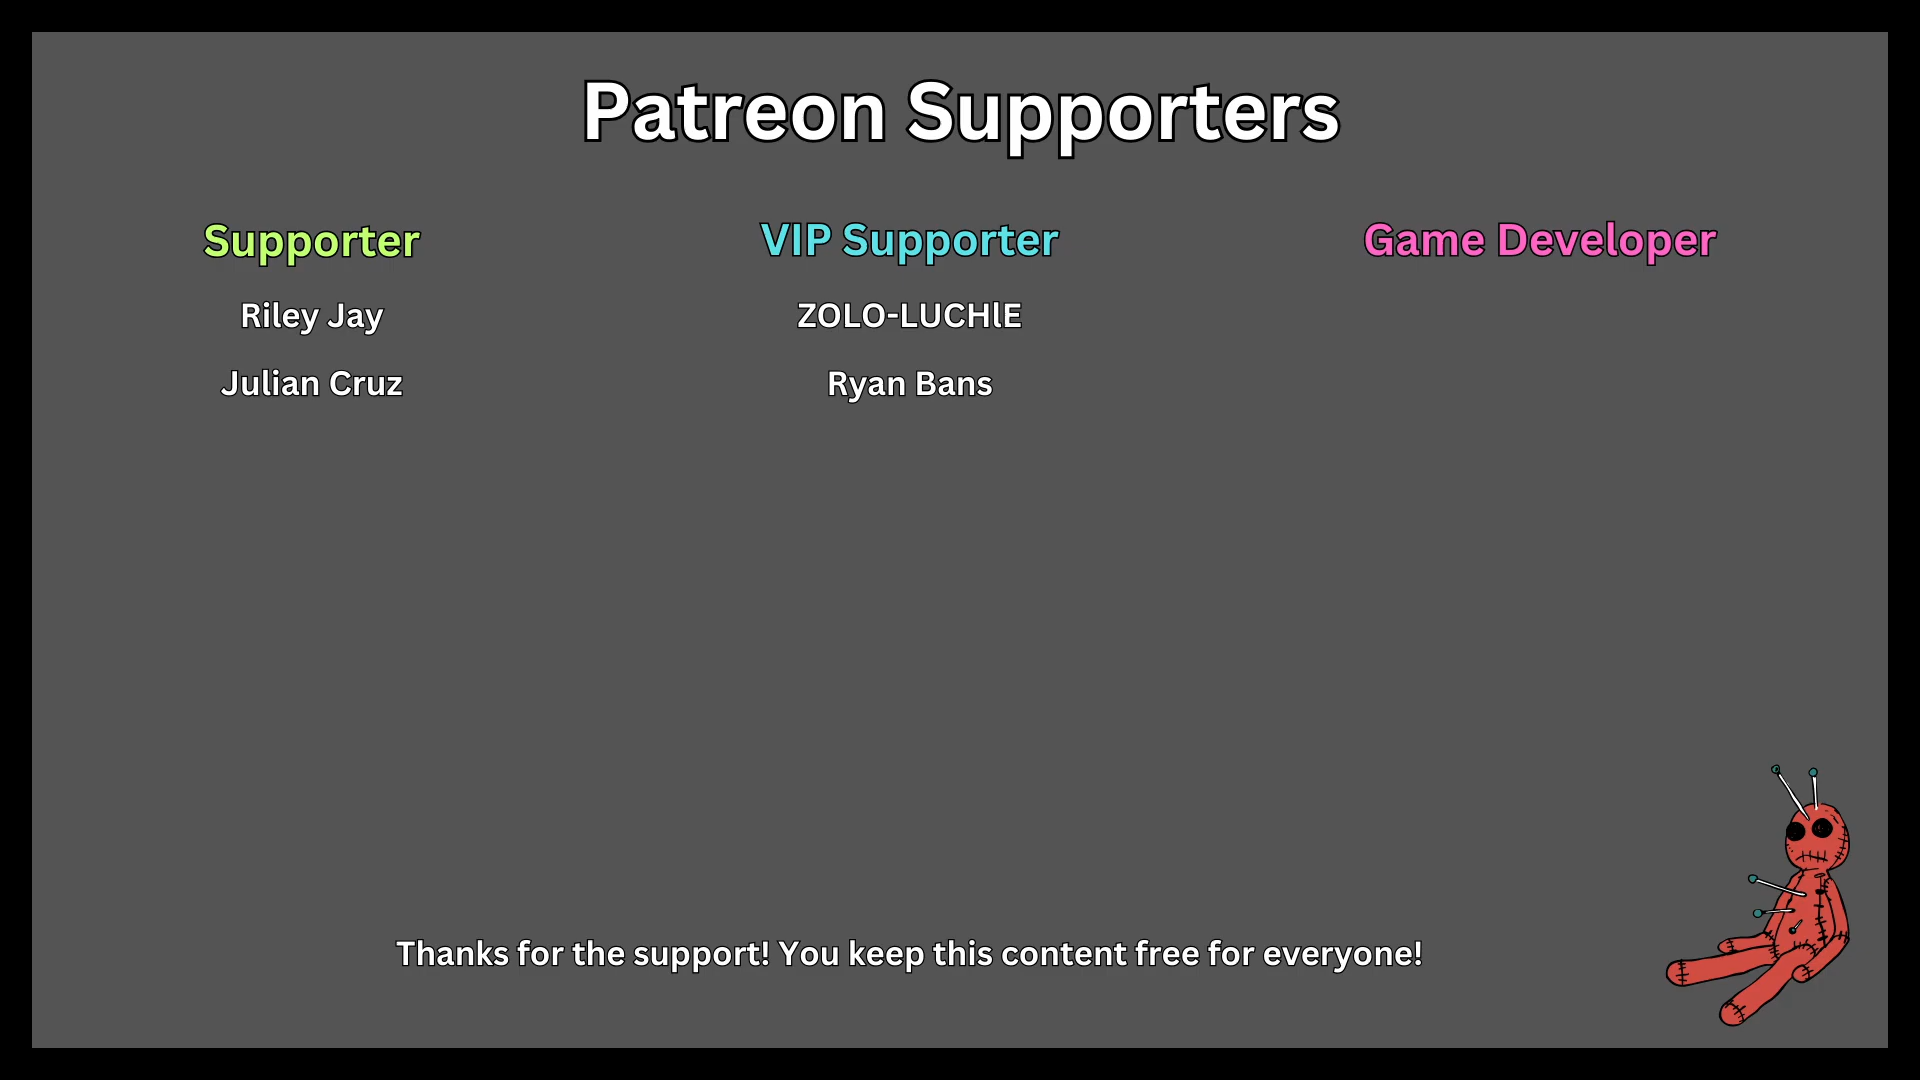 Patreon Supporters
Supporter
VIP Supporter
Game Developer
Riley Jay
ZOLO-LUCHlE
Julian Cruz
Ryan Bans
Thanks for the support! You keep this content free for everyone!